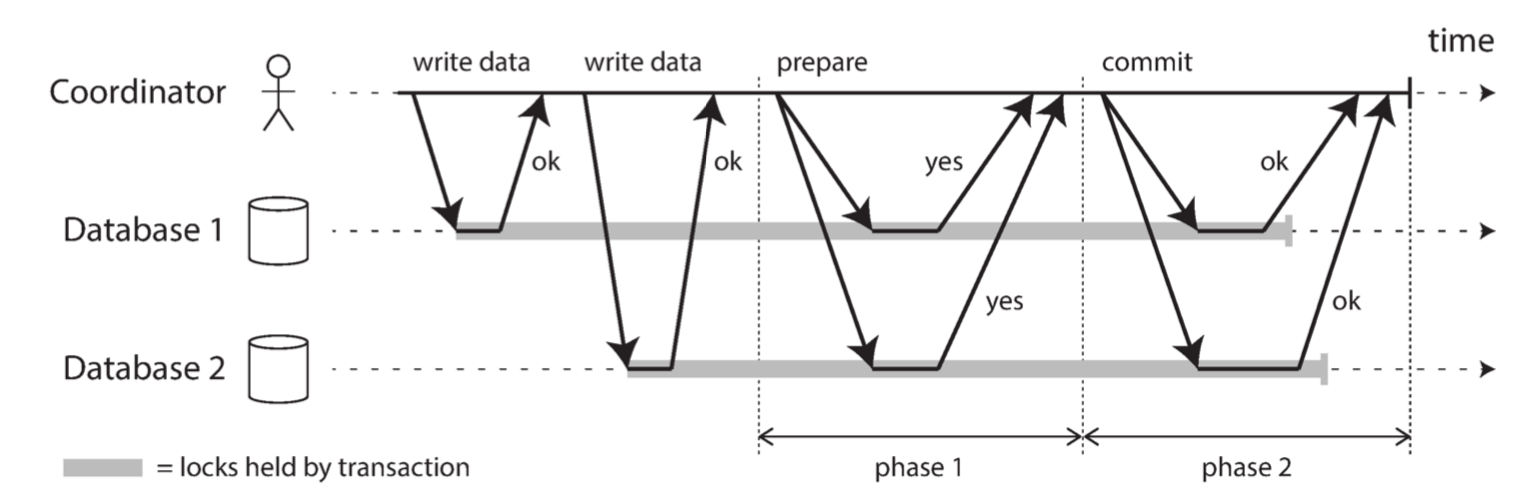 time
write data
write data
prepare
commit
Coordinator
ok
ok
yes
ok
Database 1
yes
ok
Database 2
= locks held by transaction
phase 1
phase 2